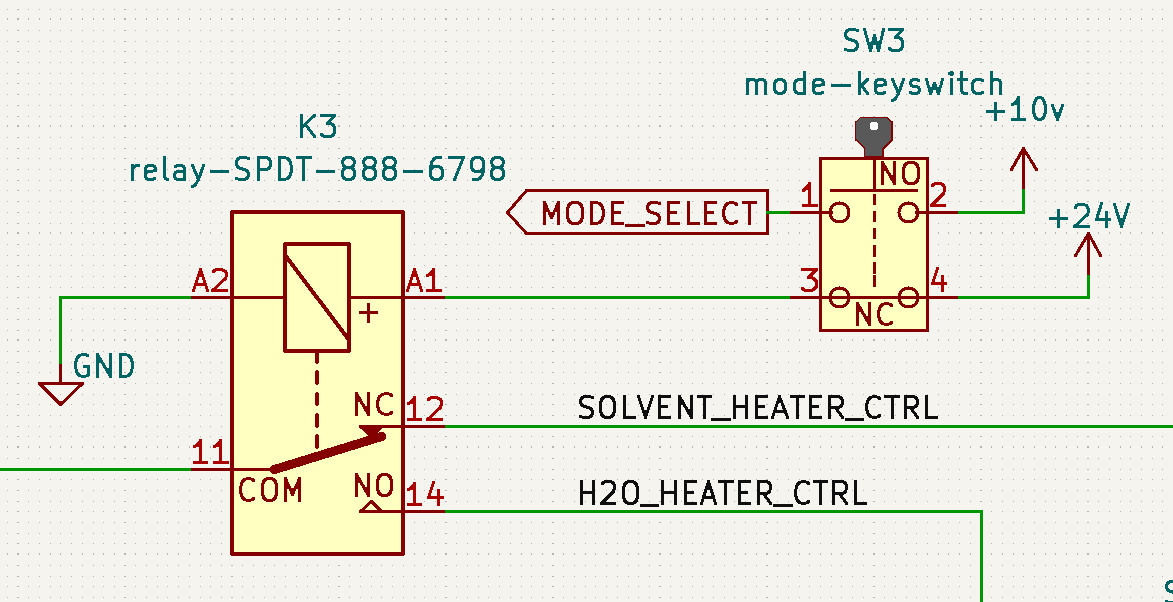 SW3
mode-keyswitch
+10v
K3
relay-SPDT-888-6798
NO
1
2
MODE_SELECT
+24V
A2
A1
3
4
+
NC
GND
NC
12
SOLVENT_HEATER_CTRL
11
COM
NO
14
H2O_HEATER_CTRL